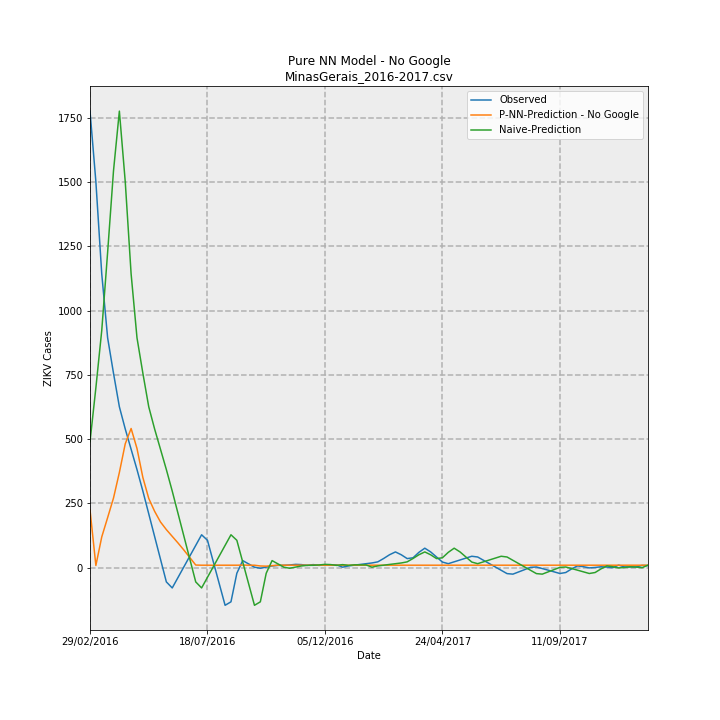 Pure NN Model - No Google
MinasGerais_2016-2017.csv
Observed
P-NN-Prediction - No Google
Naive-Prediction
ZIKV Cases
1750
1500
1250
1000
750
500
250
0
29/02/2016
18/07/2016
05/12/2016
24/04/2017
11/09/2017
Date